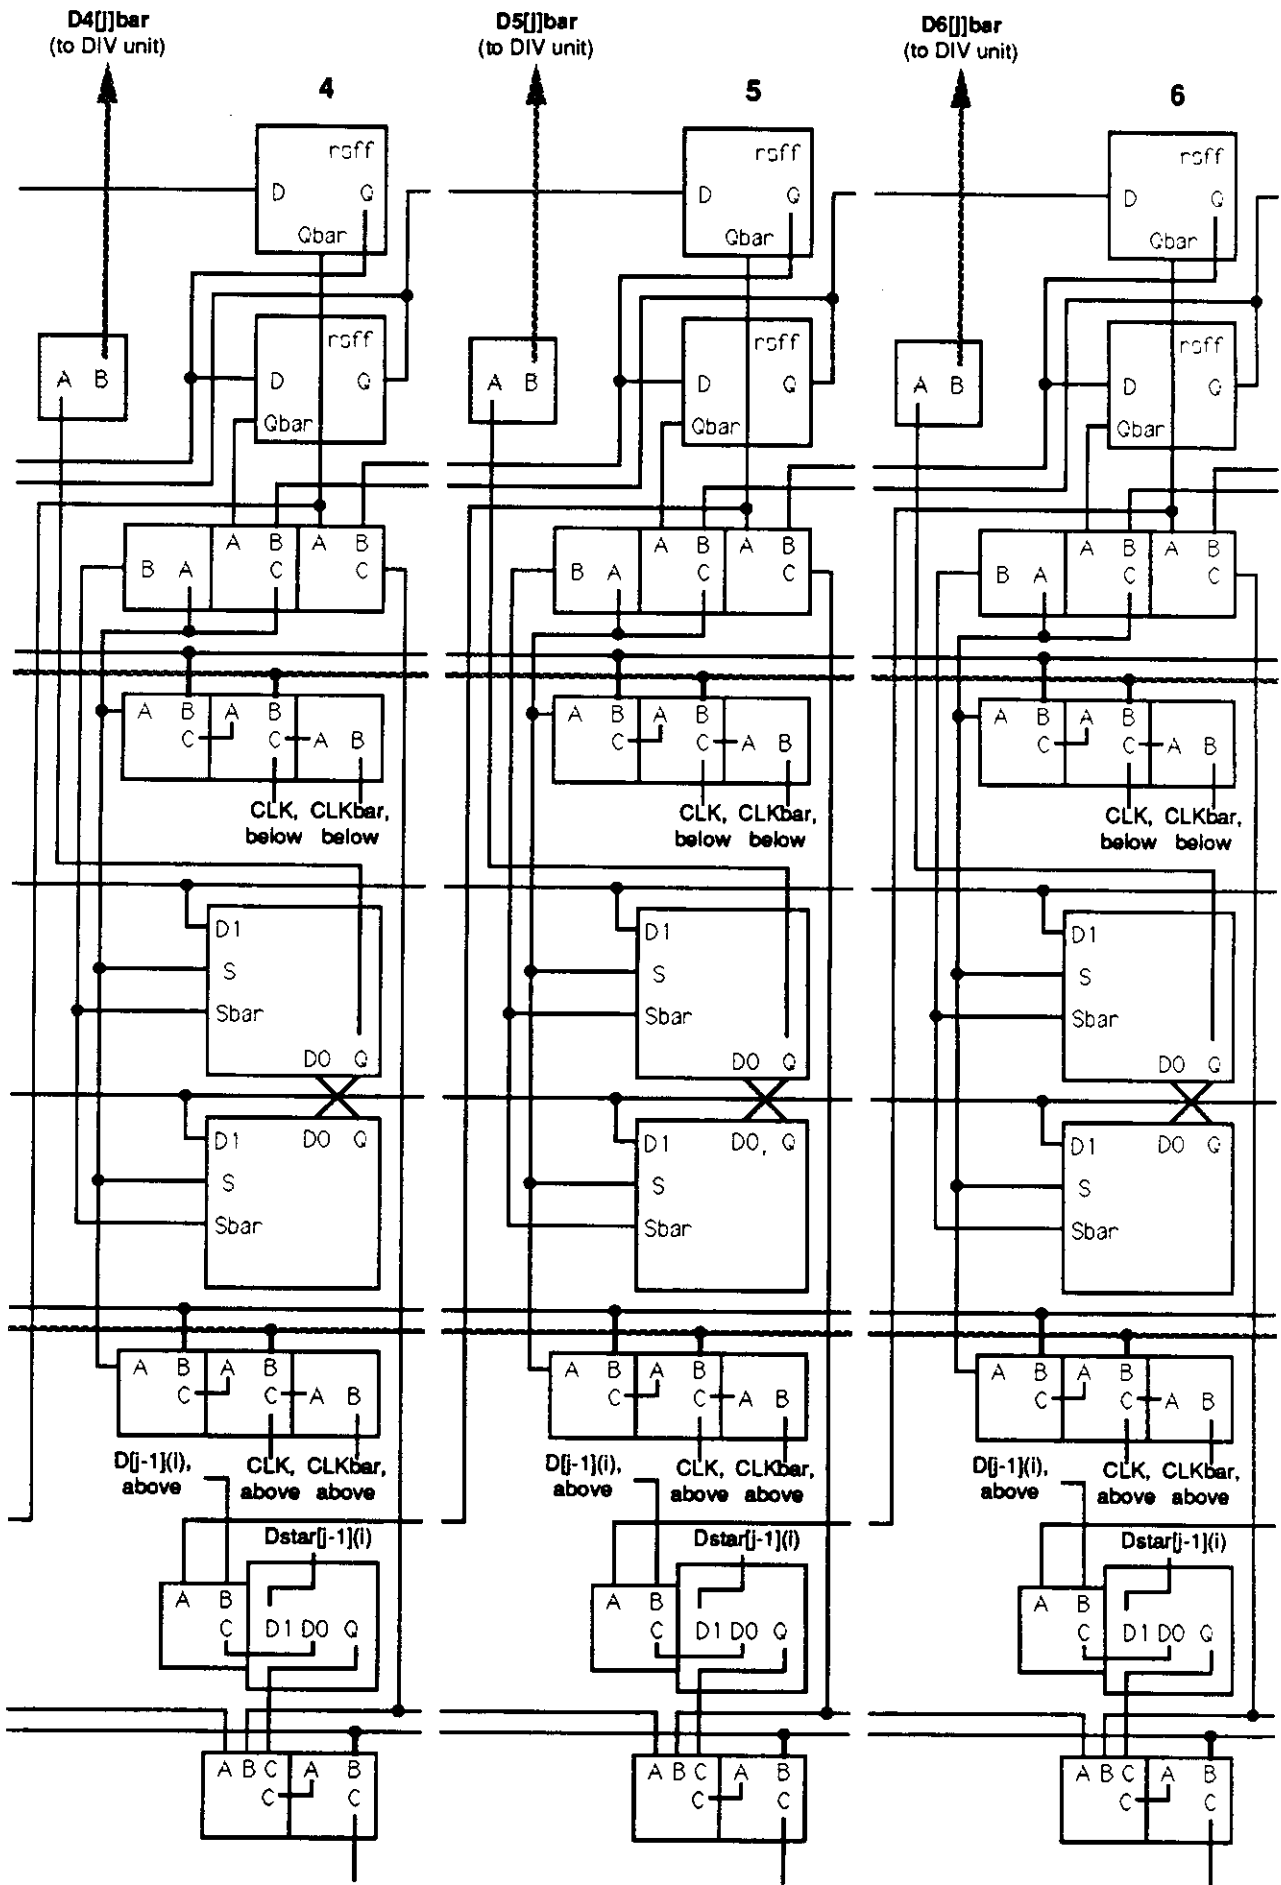 D4[j]bar
(to DIV unit)
D5[j]bar
(to DIV unit)
D6[j]bar
(to DIV unit)
4
5
6
rsff
D Q
Qbar
rsff
D Q
Qbar
rsff
D Q
Qbar
A B
rsff
D Q
Qbar
A B
rsff
D Q
Qbar
A B
rsff
D Q
Qbar
A B A B
B A C C
A B A B
B A C C
A B A B
B A C C
A B A B
C C A B
A B A B
C C A B
A B A B
C C A B
CLK, CLKbar,
below below
CLK, CLKbar,
below below
CLK, CLKbar,
below below
D1
S
Sbar
D0 Q
D1
S
Sbar
D0 Q
D1
S
Sbar
D0 Q
D0 Q
D1
S
Sbar
D0, Q
D1
S
Sbar
D0 Q
D1
S
Sbar
A B A B
C C A B
A B A B
C C A B
A B A B
C C A B
D[j-1](i),
above
CLK, CLKbar,
above above
D[j-1](i),
above
CLK, CLKbar,
above above
D[j-1](i),
above
CLK, CLKbar,
above above
Dstar[j-1](i)
Dstar[j-1](i)
Dstar[j-1](i)
A B
C D1 D0 Q
A B
C D1 D0 Q
A B
C D1 D0 Q
A B C A B
C C
A B C A B
C C
A B C A B
C C